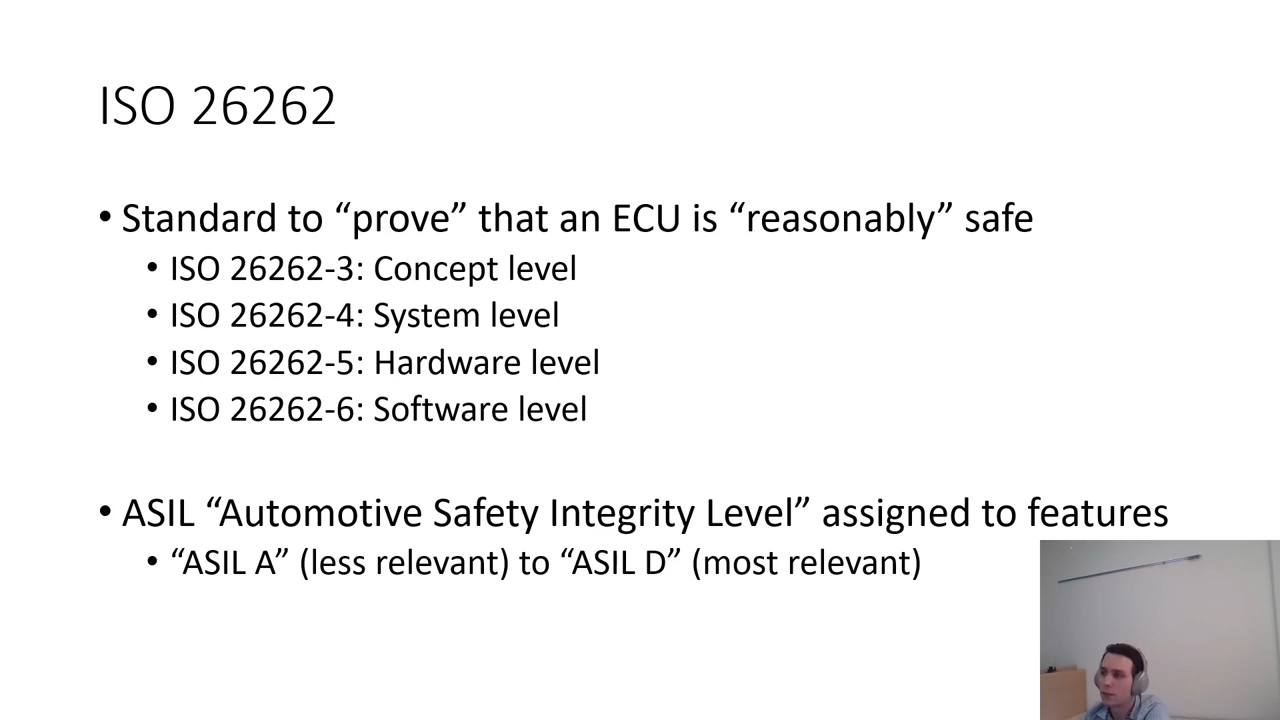 ISO 26262
• Standard to “prove” that an ECU is “reasonably” safe
• ISO 26262-3: Concept level
• ISO 26262-4: System level
• ISO 26262-5: Hardware level
• ISO 26262-6: Software level
• ASIL “Automotive Safety Integrity Level” assigned to features
• “ASIL A” (less relevant) to “ASIL D” (most relevant)